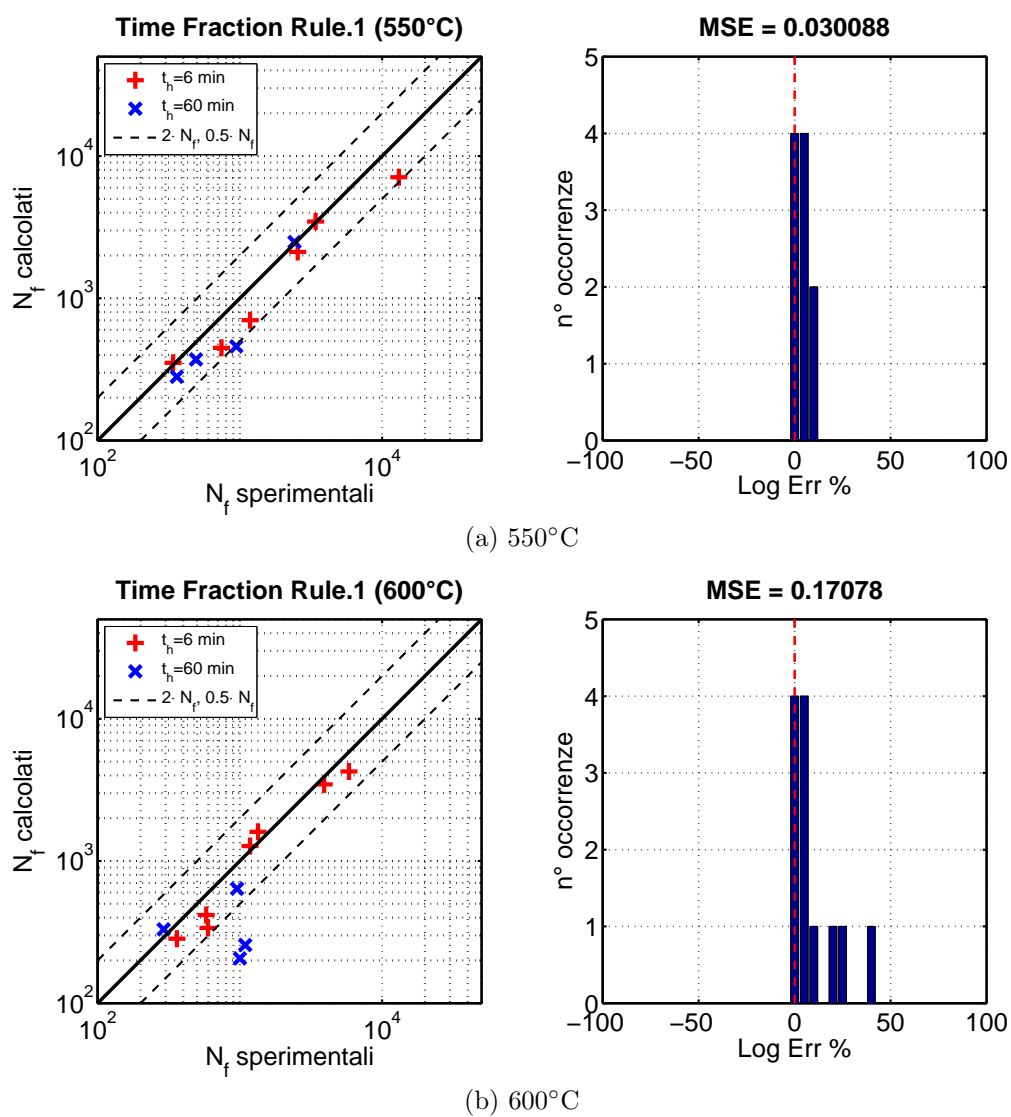 Time Fraction Rule.1 (550°C)
MSE = 0.030088
t_h=6 min
t_h=60 min
2· N_f, 0.5· N_f
N_f calcolati
10^4
10^3
10^2
10^2
10^4
N_f sperimentali
n° occorrenze
5
4
3
2
1
0
−100
−50
0
50
100
Log Err %
(a) 550°C
Time Fraction Rule.1 (600°C)
MSE = 0.17078
t_h=6 min
t_h=60 min
2· N_f, 0.5· N_f
N_f calcolati
10^4
10^3
10^2
10^2
10^4
N_f sperimentali
n° occorrenze
5
4
3
2
1
0
−100
−50
0
50
100
Log Err %
(b) 600°C